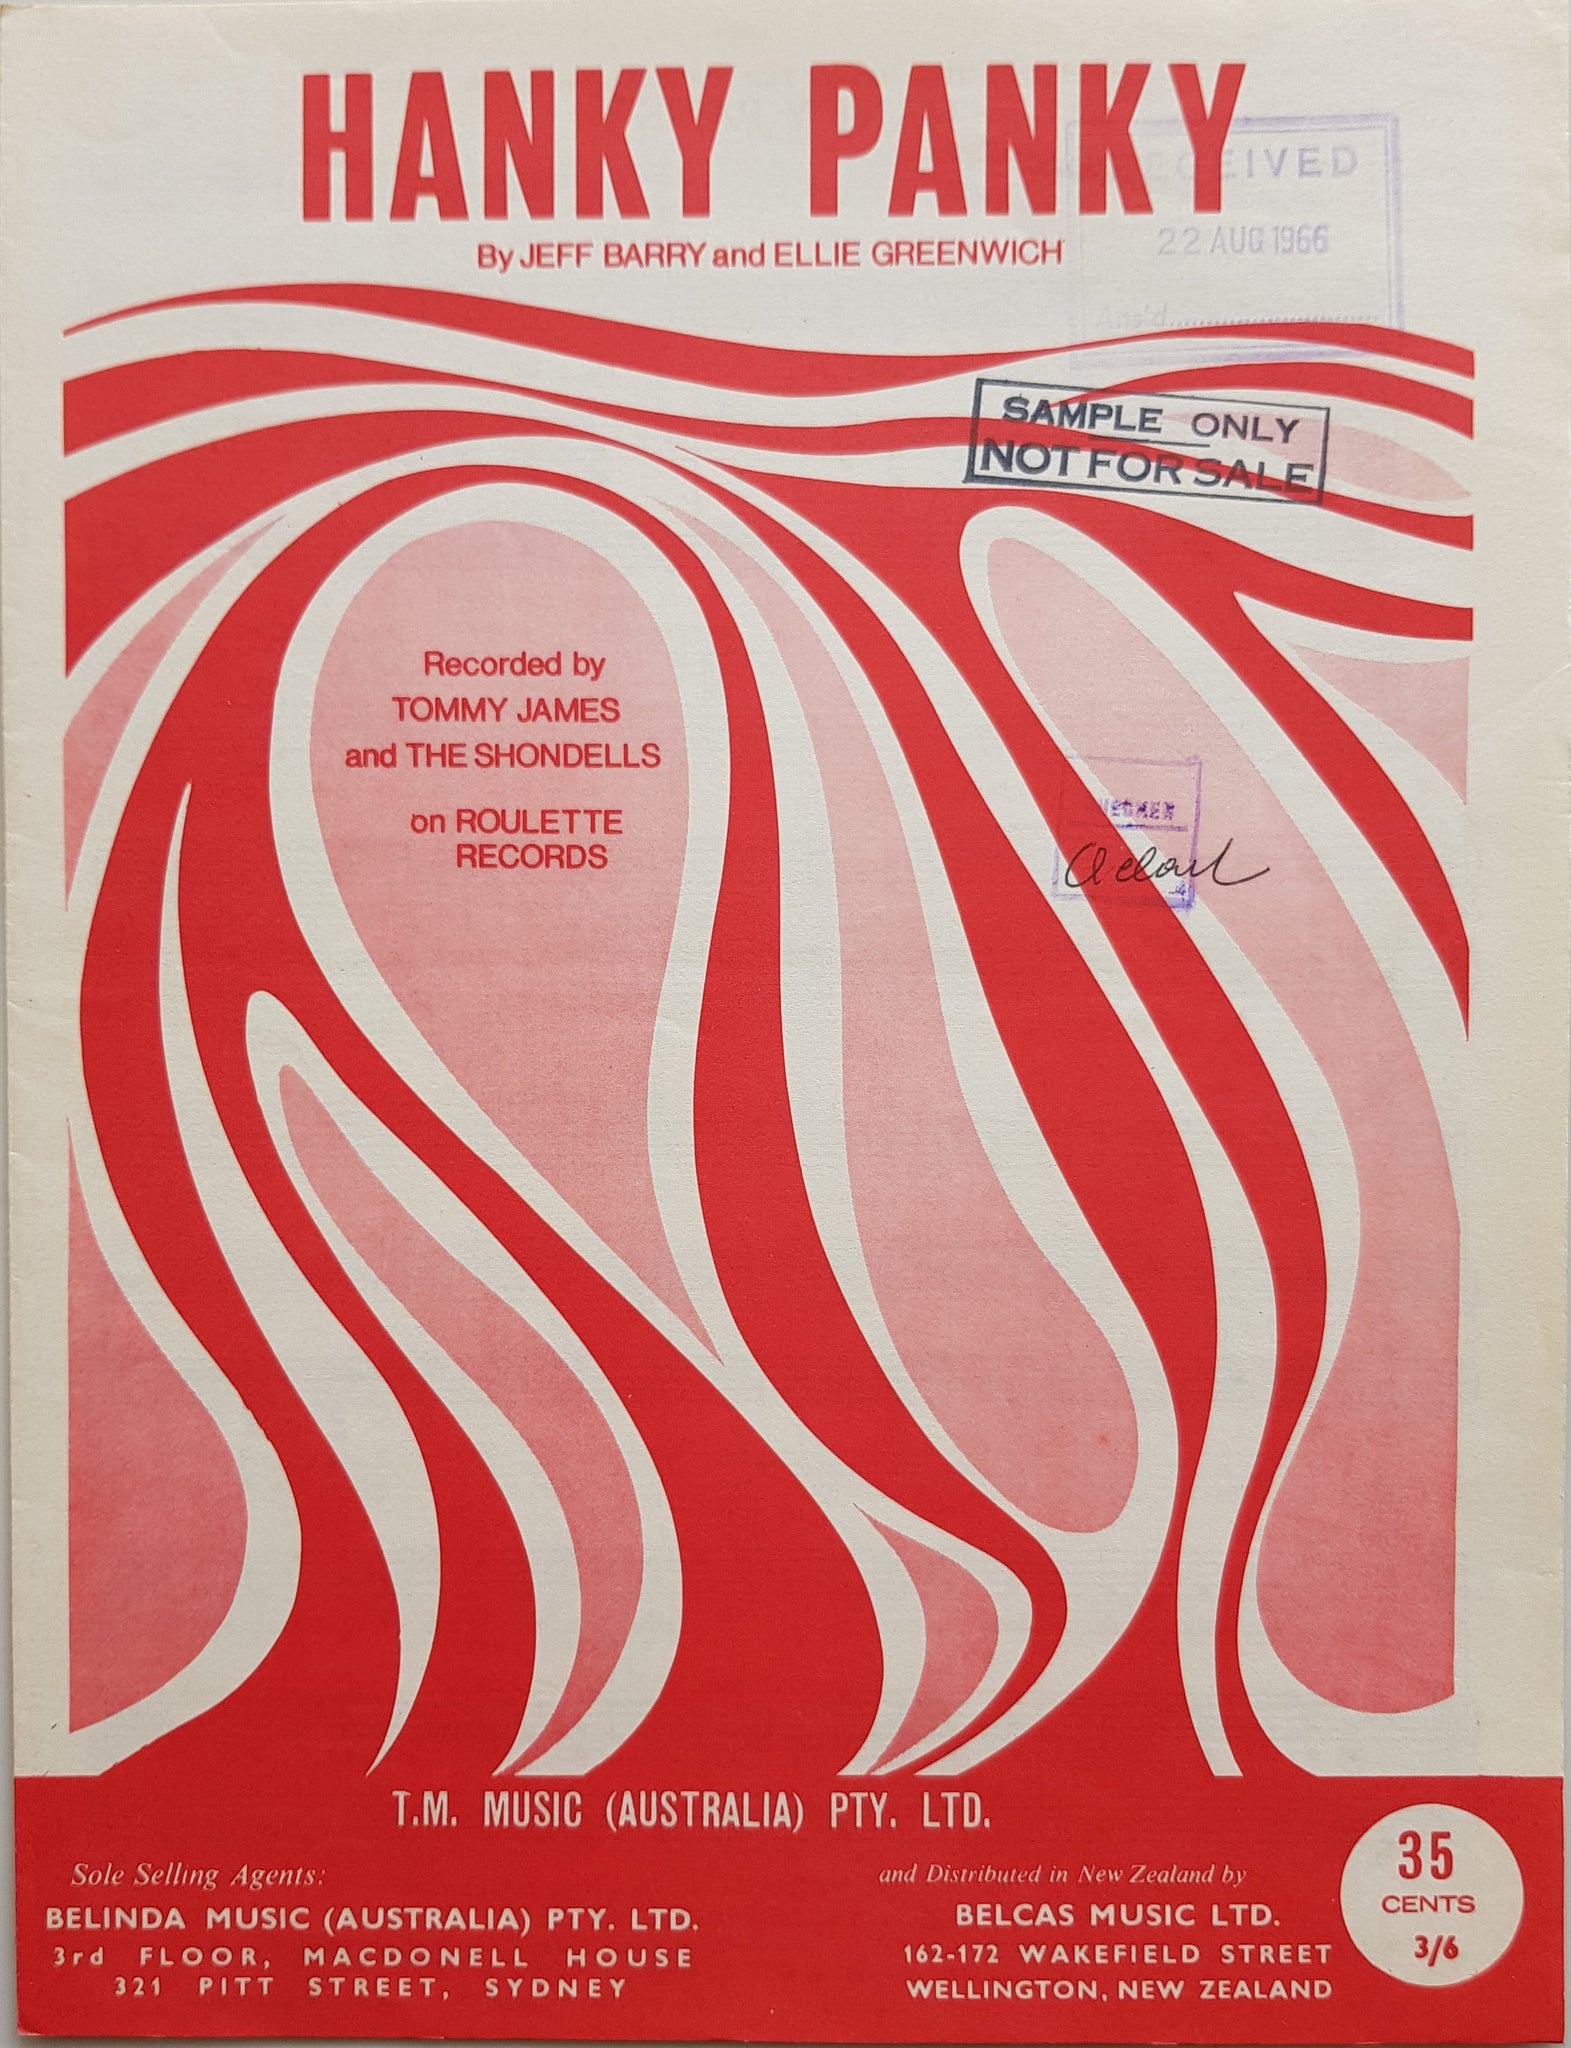 HANKY PANKY
By JEFF BARRY and ELLIE GREENWICH
RECEIVED
22 AUG 1966
Ans'd
SAMPLE ONLY
NOT FOR SALE
Recorded by
TOMMY JAMES
and THE SHONDELLS
on ROULETTE
RECORDS
T.M. MUSIC (AUSTRALIA) PTY. LTD.
Sole Selling Agents:
BELINDA MUSIC (AUSTRALIA) PTY. LTD.
3rd FLOOR, MACDONELL HOUSE
321 PITT STREET, SYDNEY
and Distributed in New Zealand by
BELCAS MUSIC LTD.
162-172 WAKEFIELD STREET
WELLINGTON, NEW ZEALAND
35
CENTS
3/6